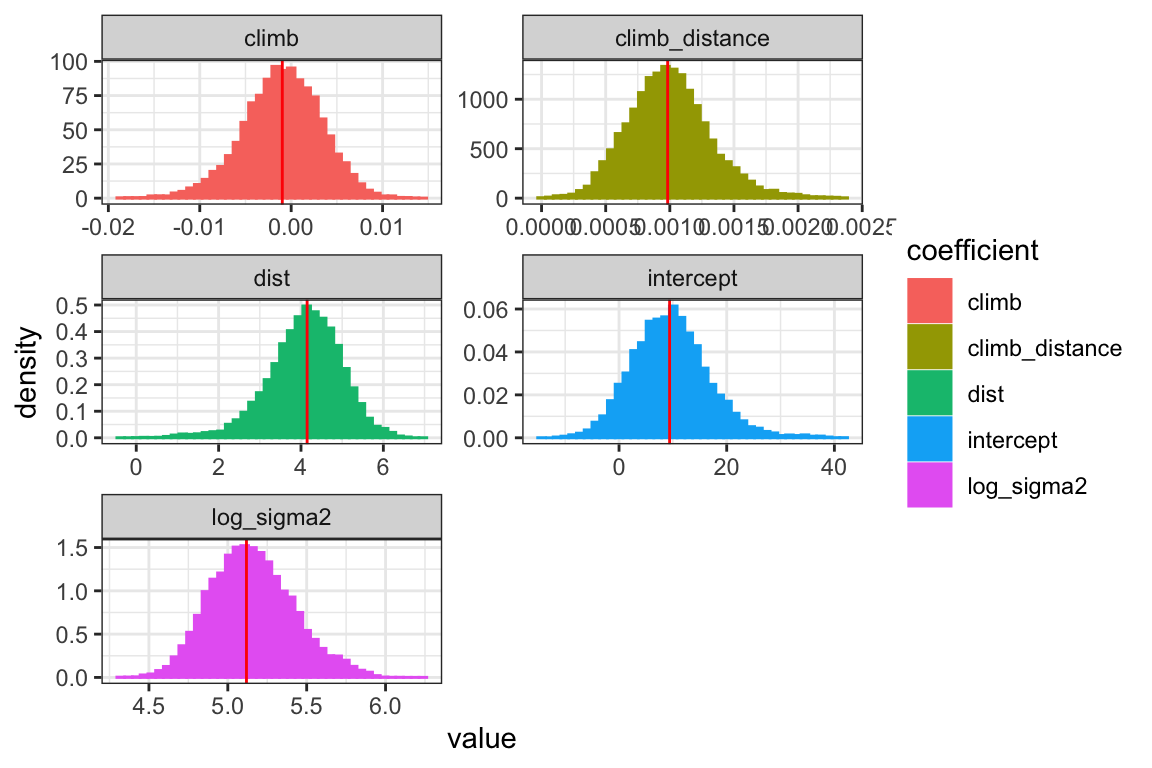 climb
100
75
50
25
0
-0.02 -0.01 0.00 0.01
climb_distance
1000
500
0
0.0000 0.0005 0.0010 0.0015 0.0020 0.0025
dist
0.5
0.4
0.3
0.2
0.1
0.0
0 2 4 6
intercept
0.06
0.04
0.02
0.00
0 20 40
log_sigma2
1.5
1.0
0.5
0.0
4.5 5.0 5.5 6.0
density
value
coefficient
climb
climb_distance
dist
intercept
log_sigma2